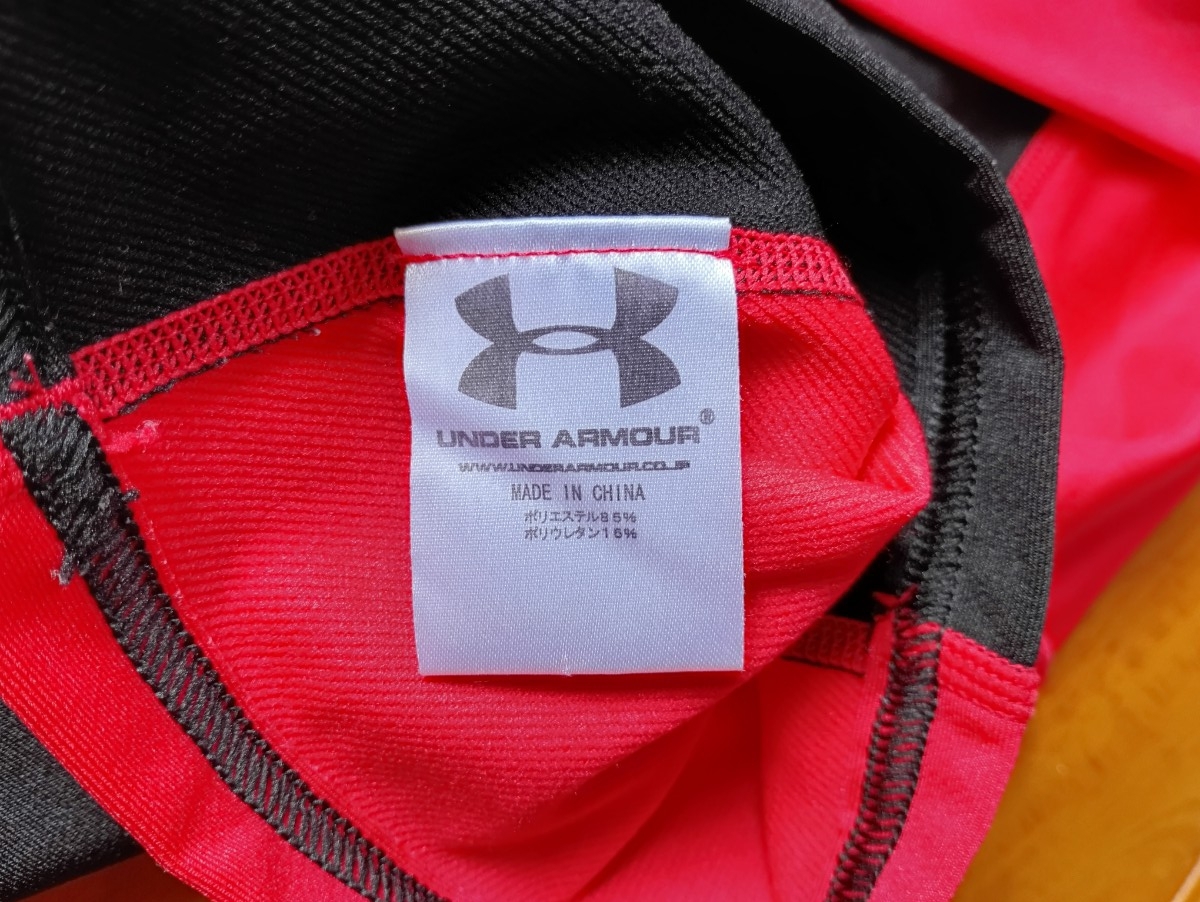 UNDER ARMOUR®
WWW.UNDERARMOUR.CO.JP
MADE IN CHINA
ポリエステル85%
ポリウレタン15%